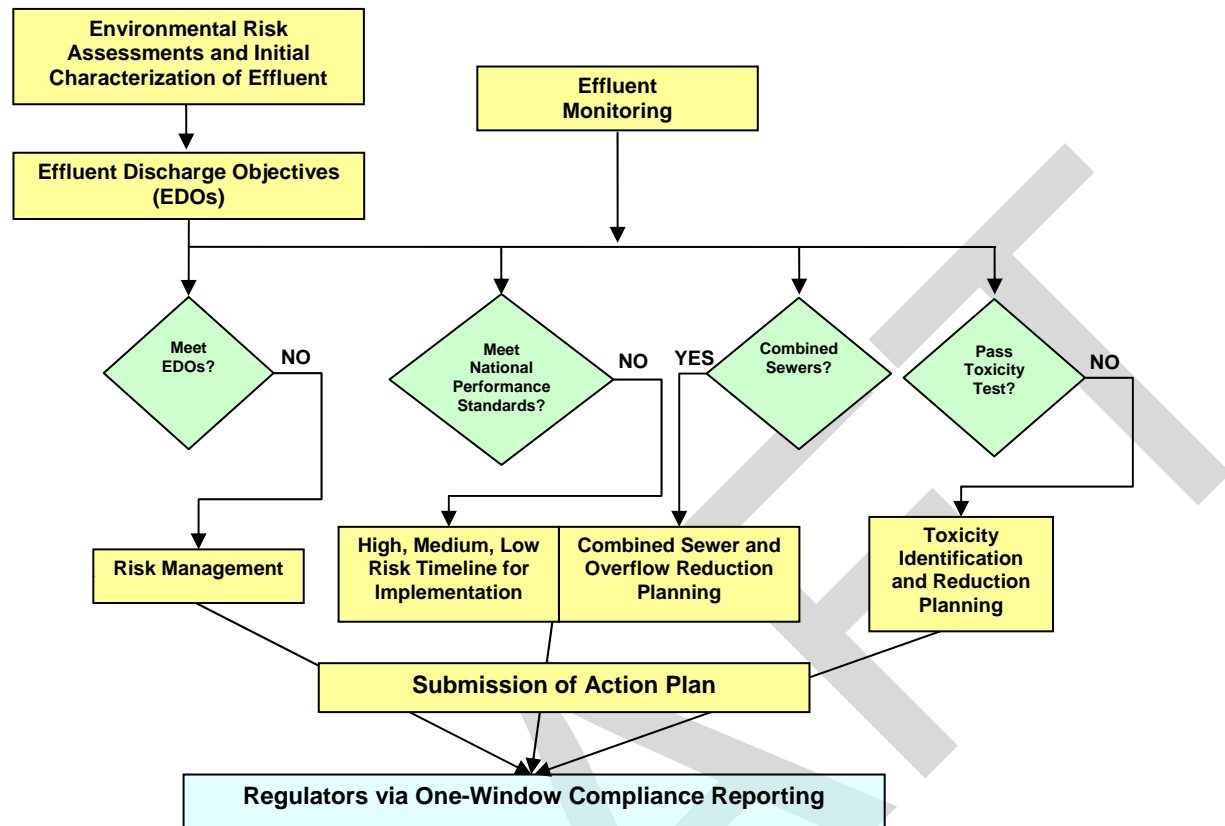 Environmental Risk
Assessments and Initial
Characterization of Effluent
Effluent
Monitoring
Effluent Discharge Objectives
(EDOs)
Meet
EDOs?
NO
Meet
National
Performance
Standards?
NO
YES
Combined
Sewers?
Pass
Toxicity
Test?
NO
Risk Management
High, Medium, Low
Risk Timeline for
Implementation
Combined Sewer and
Overflow Reduction
Planning
Toxicity
Identification
and Reduction
Planning
Submission of Action Plan
Regulators via One-Window Compliance Reporting